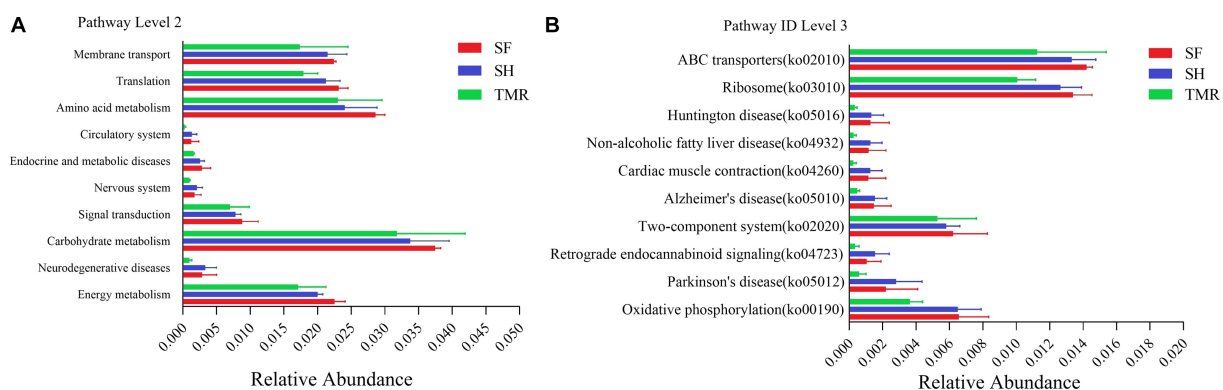 A
Pathway Level 2
Membrane transport
Translation
Amino acid metabolism
Circulatory system
Endocrine and metabolic diseases
Nervous system
Signal transduction
Carbohydrate metabolism
Neurodegenerative diseases
Energy metabolism
SF
SH
TMR
0.000 0.005 0.010 0.015 0.020 0.025 0.030 0.035 0.040 0.045 0.050
Relative Abundance
B
Pathway ID Level 3
ABC transporters(ko02010)
Ribosome(ko03010)
Huntington disease(ko05016)
Non-alcoholic fatty liver disease(ko04932)
Cardiac muscle contraction(ko04260)
Alzheimer's disease(ko05010)
Two-component system(ko02020)
Retrograde endocannabinoid signaling(ko04723)
Parkinson's disease(ko05012)
Oxidative phosphorylation(ko00190)
SF
SH
TMR
0.000 0.002 0.004 0.006 0.008 0.010 0.012 0.014 0.016 0.018 0.020
Relative Abundance